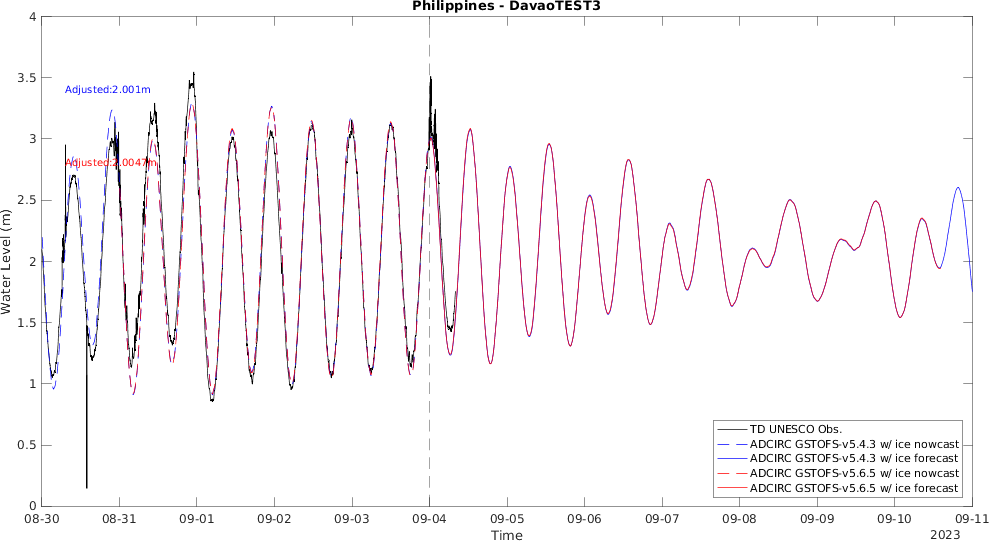 Philippines - DavaoTEST3
4
3.5
3
2.5
2
1.5
1
0.5
0
Water Level (m)
Adjusted:2.001m
Adjusted:2.0047m
08-30
08-31
09-01
09-02
09-03
09-04
09-05
09-06
09-07
09-08
09-09
09-10
09-11
Time
2023
TD UNESCO Obs.
ADCIRC GSTOFS-v5.4.3 w/ ice nowcast
ADCIRC GSTOFS-v5.4.3 w/ ice forecast
ADCIRC GSTOFS-v5.6.5 w/ ice nowcast
ADCIRC GSTOFS-v5.6.5 w/ ice forecast